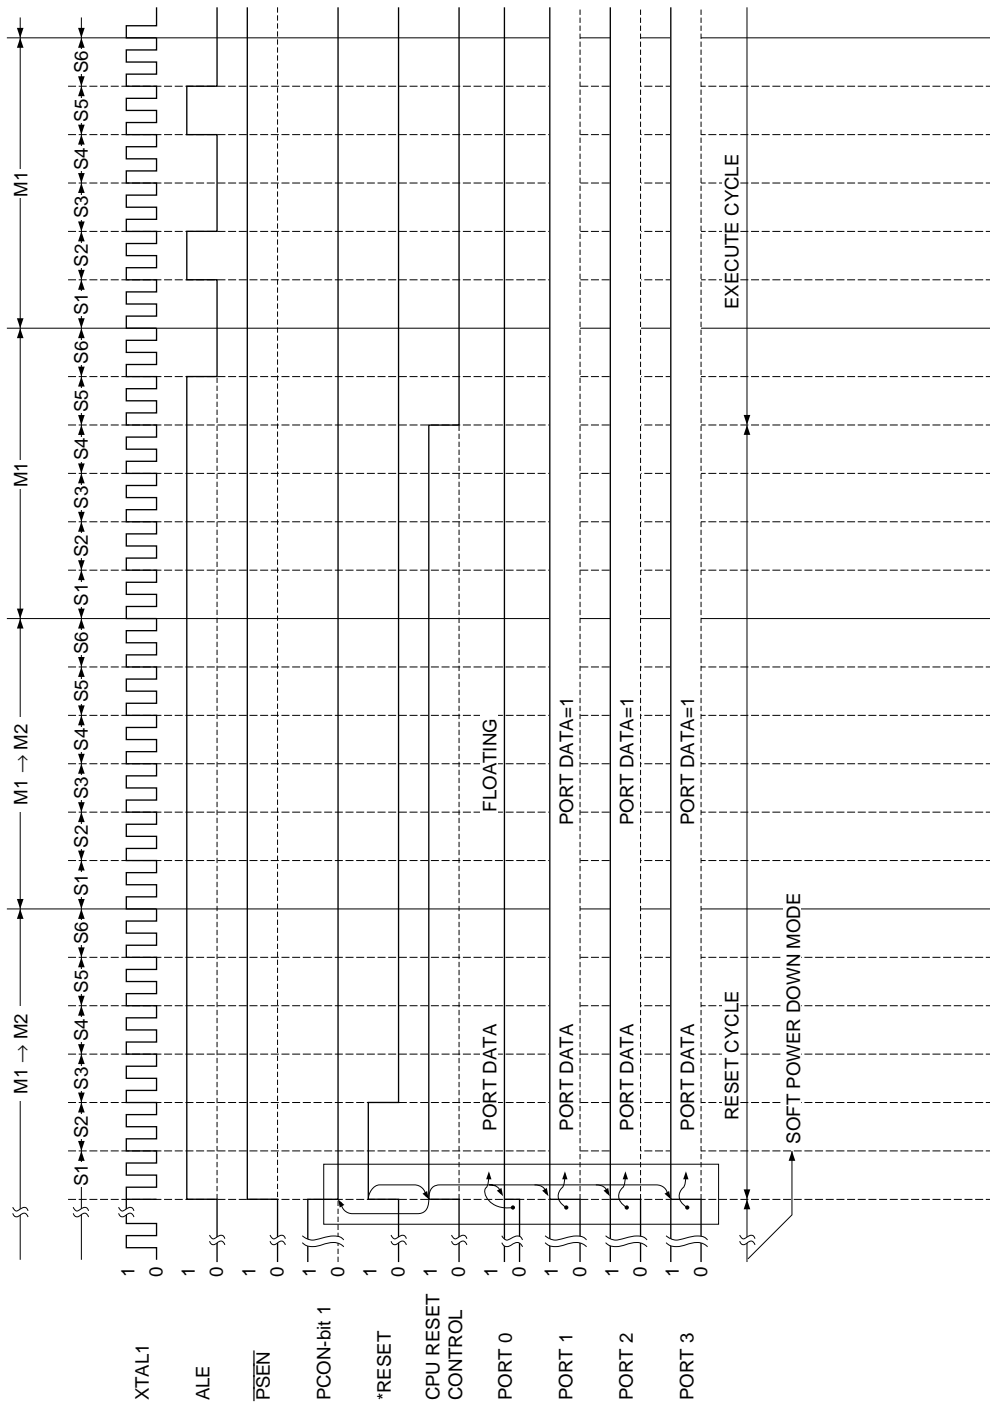 M1 → M2 M1 → M2 M1 M1
S1 S2 S3 S4 S5 S6 S1 S2 S3 S4 S5 S6 S1 S2 S3 S4 S5 S6 S1 S2 S3 S4 S5 S6
XTAL1
1
0
ALE
1
0
PSEN
1
0
PCON-bit 1
1
0
*RESET
1
0
CPU RESET
CONTROL
1
0
PORT 0
1
0
PORT DATA
FLOATING
PORT 1
1
0
PORT DATA
PORT DATA=1
PORT 2
1
0
PORT DATA
PORT DATA=1
PORT 3
1
0
PORT DATA
PORT DATA=1
RESET CYCLE
EXECUTE CYCLE
SOFT POWER DOWN MODE